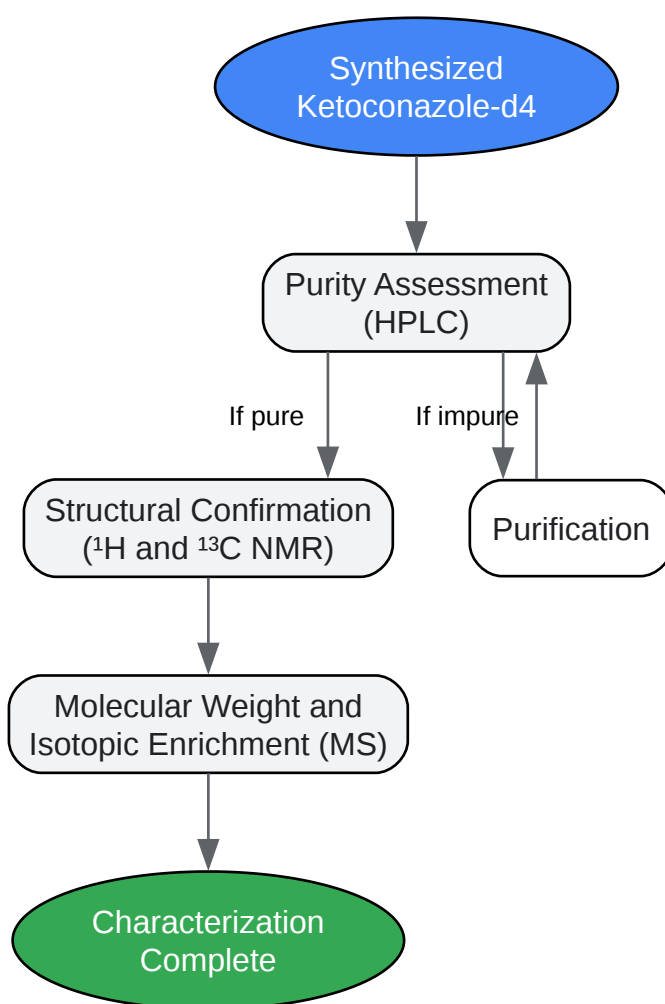 Synthesized
Ketoconazole-d4
Purity Assessment
(HPLC)
If pure
If impure
Structural Confirmation
(¹H and ¹³C NMR)
Purification
Molecular Weight and
Isotopic Enrichment (MS)
Characterization
Complete